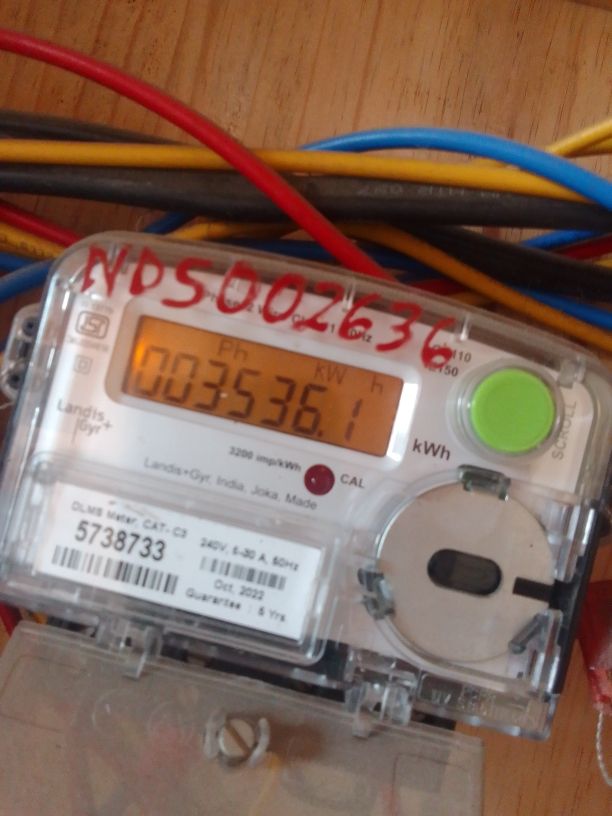 NDS002636
Ph kW h
003536.1
kWh
SCROLL
Landis+
Gyr
3200 imp/kWh
CAL
Landis+Gyr, India, Joka, Made
DLMS Meter, CAT- C3
5738733
240V, 5-30 A, 50Hz
Oct. 2022
Guarantee : 5 Yrs